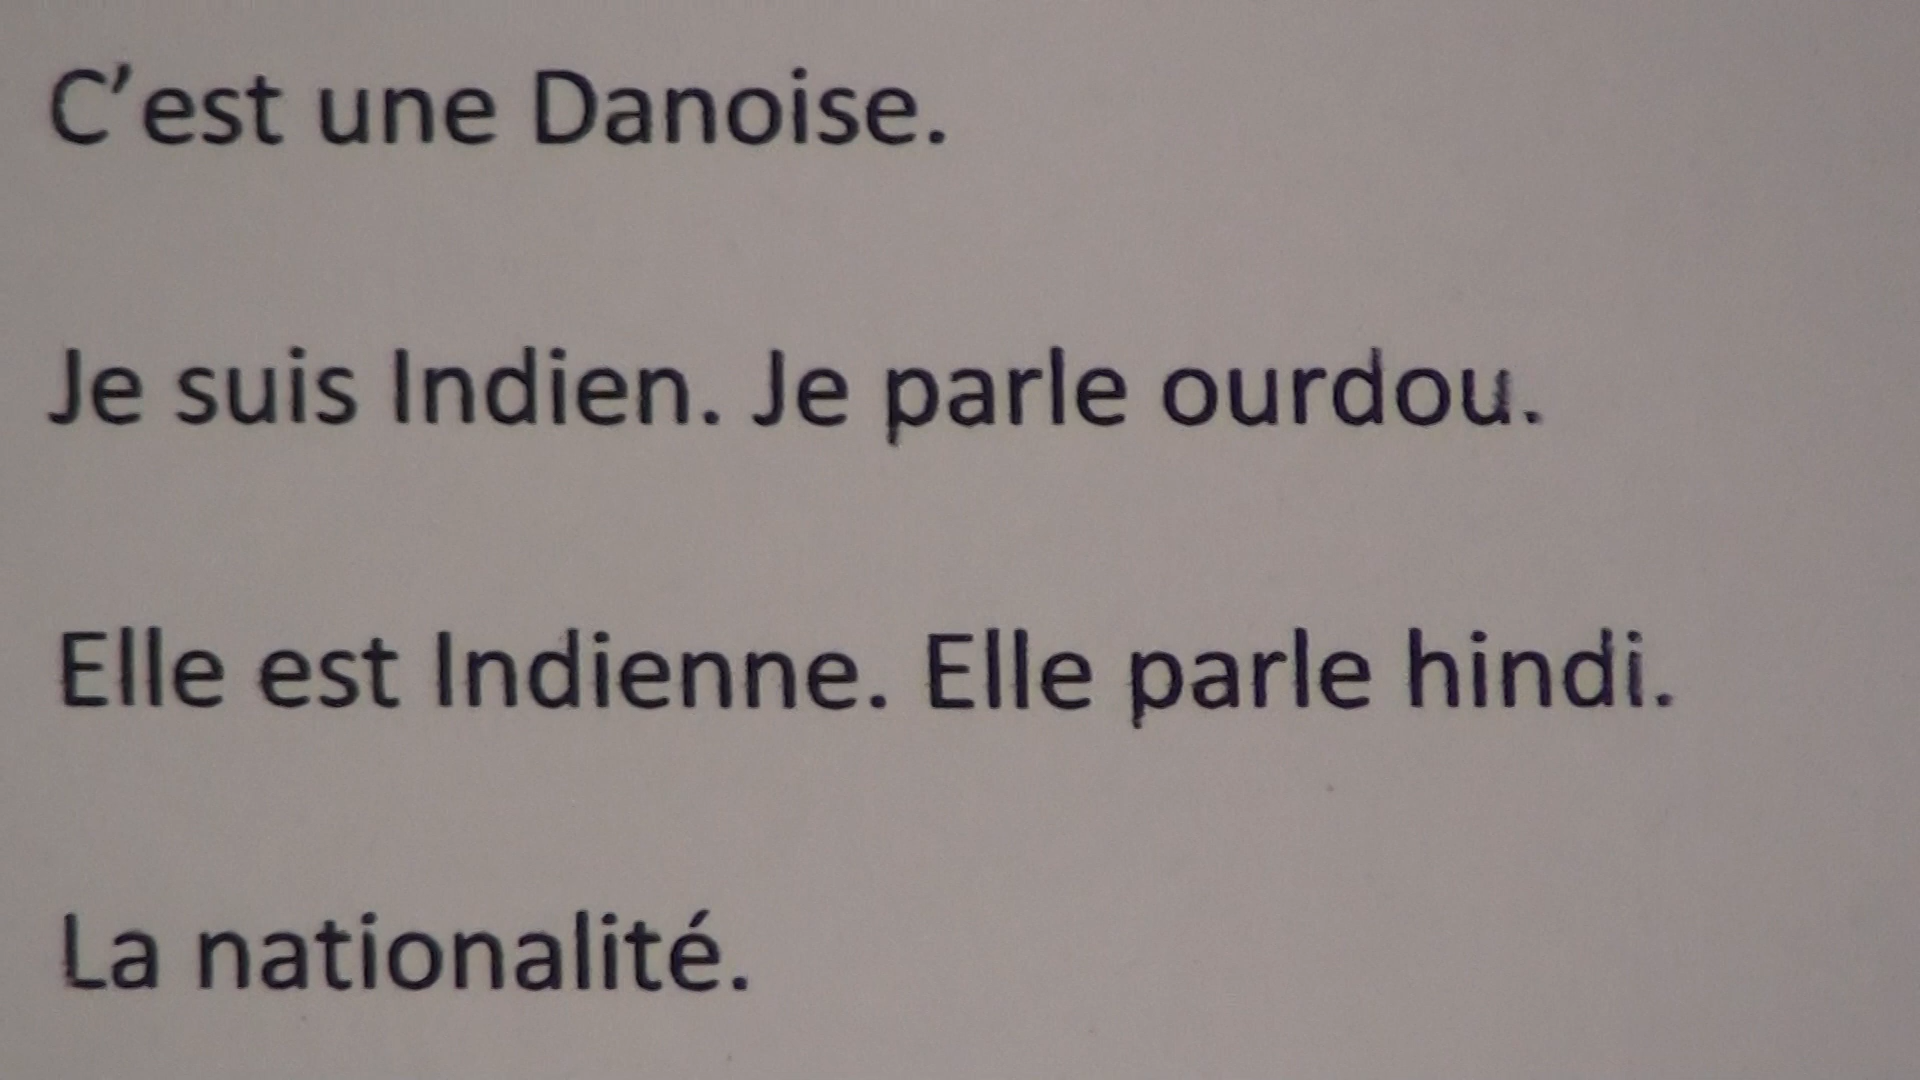 C’est une Danoise.
Je suis Indien. Je parle ourdou.
Elle est Indienne. Elle parle hindi.
La nationalité.